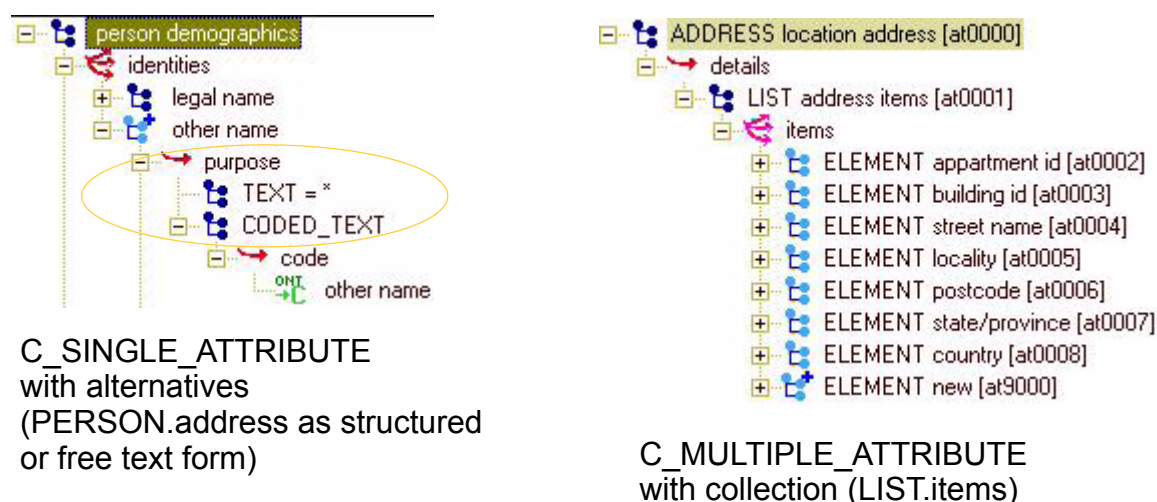 person demographics
identities
legal name
other name
purpose
TEXT = *
CODED_TEXT
code
ONT
C
other name
C_SINGLE_ATTRIBUTE
with alternatives
(PERSON.address as structured
or free text form)
ADDRESS location address [at0000]
details
LIST address items [at0001]
items
ELEMENT appartment id [at0002]
ELEMENT building id [at0003]
ELEMENT street name [at0004]
ELEMENT locality [at0005]
ELEMENT postcode [at0006]
ELEMENT state/province [at0007]
ELEMENT country [at0008]
ELEMENT new [at9000]
C_MULTIPLE_ATTRIBUTE
with collection (LIST.items)